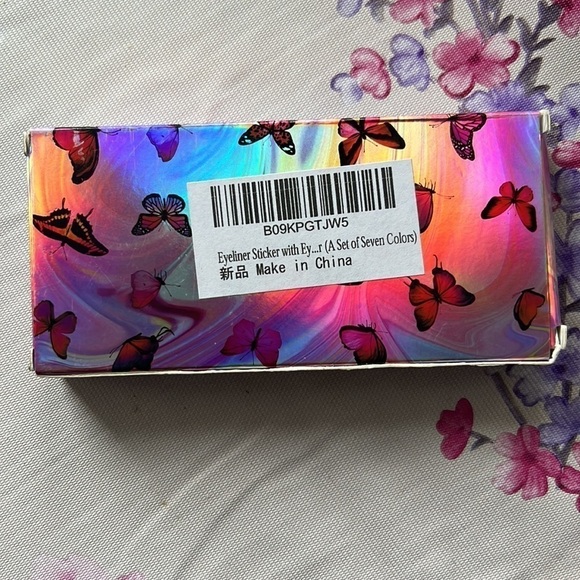 B09KPGTJW5
Eyeliner Sticker with Ey...r (A Set of Seven Colors)
新品 Make in China